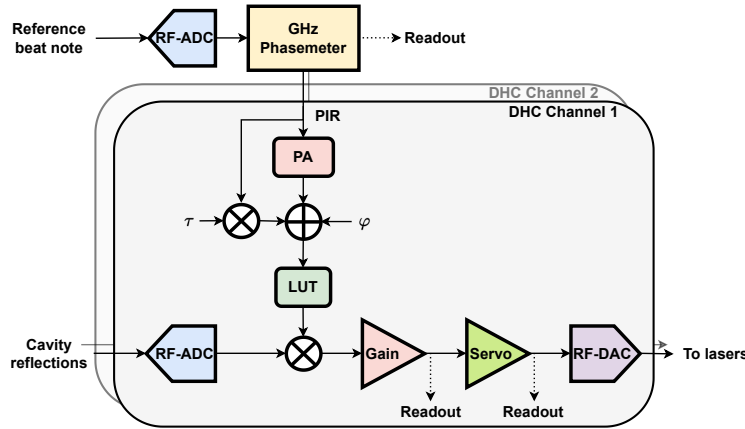 Reference
beat note
RF-ADC
GHz
Phasemeter
Readout
DHC Channel 2
DHC Channel 1
PIR
PA
τ
φ
LUT
Cavity
reflections
RF-ADC
Gain
Servo
RF-DAC
To lasers
Readout
Readout